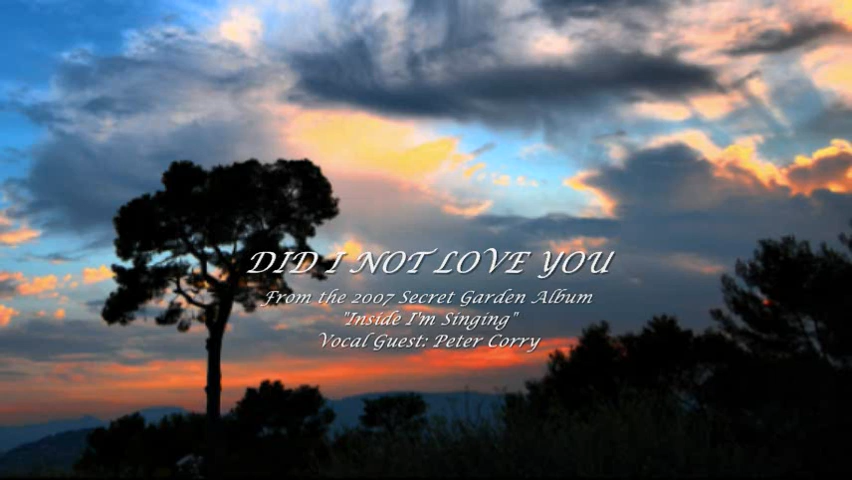 DID I NOT LOVE YOU
From the 2007 Secret Garden Album
"Inside I'm Singing"
Vocal Guest: Peter Corry